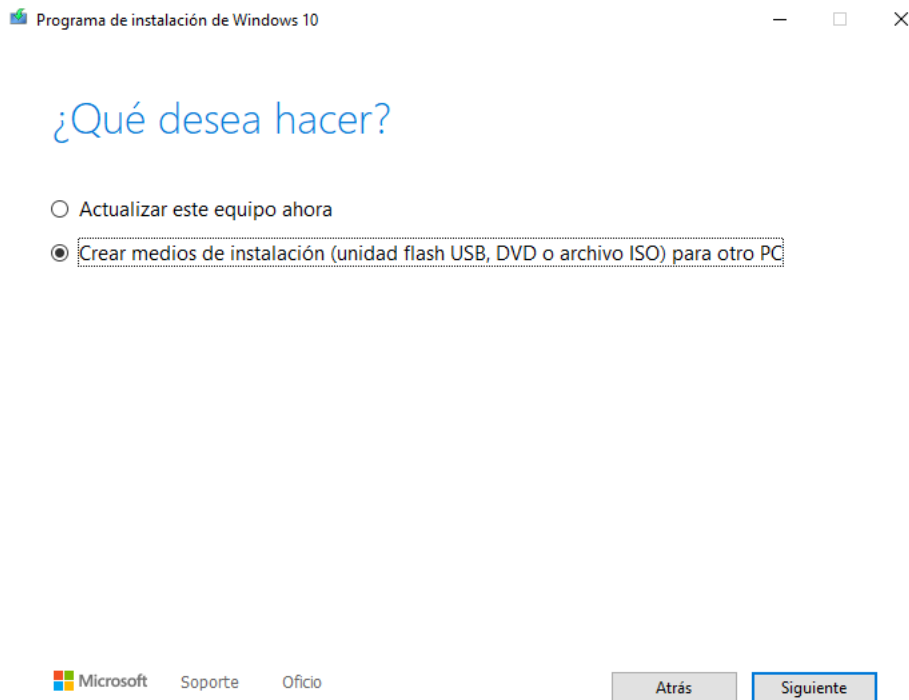 Programa de instalación de Windows 10
¿Qué desea hacer?
Actualizar este equipo ahora
Crear medios de instalación (unidad flash USB, DVD o archivo ISO) para otro PC
Microsoft Soporte Oficio Atrás Siguiente